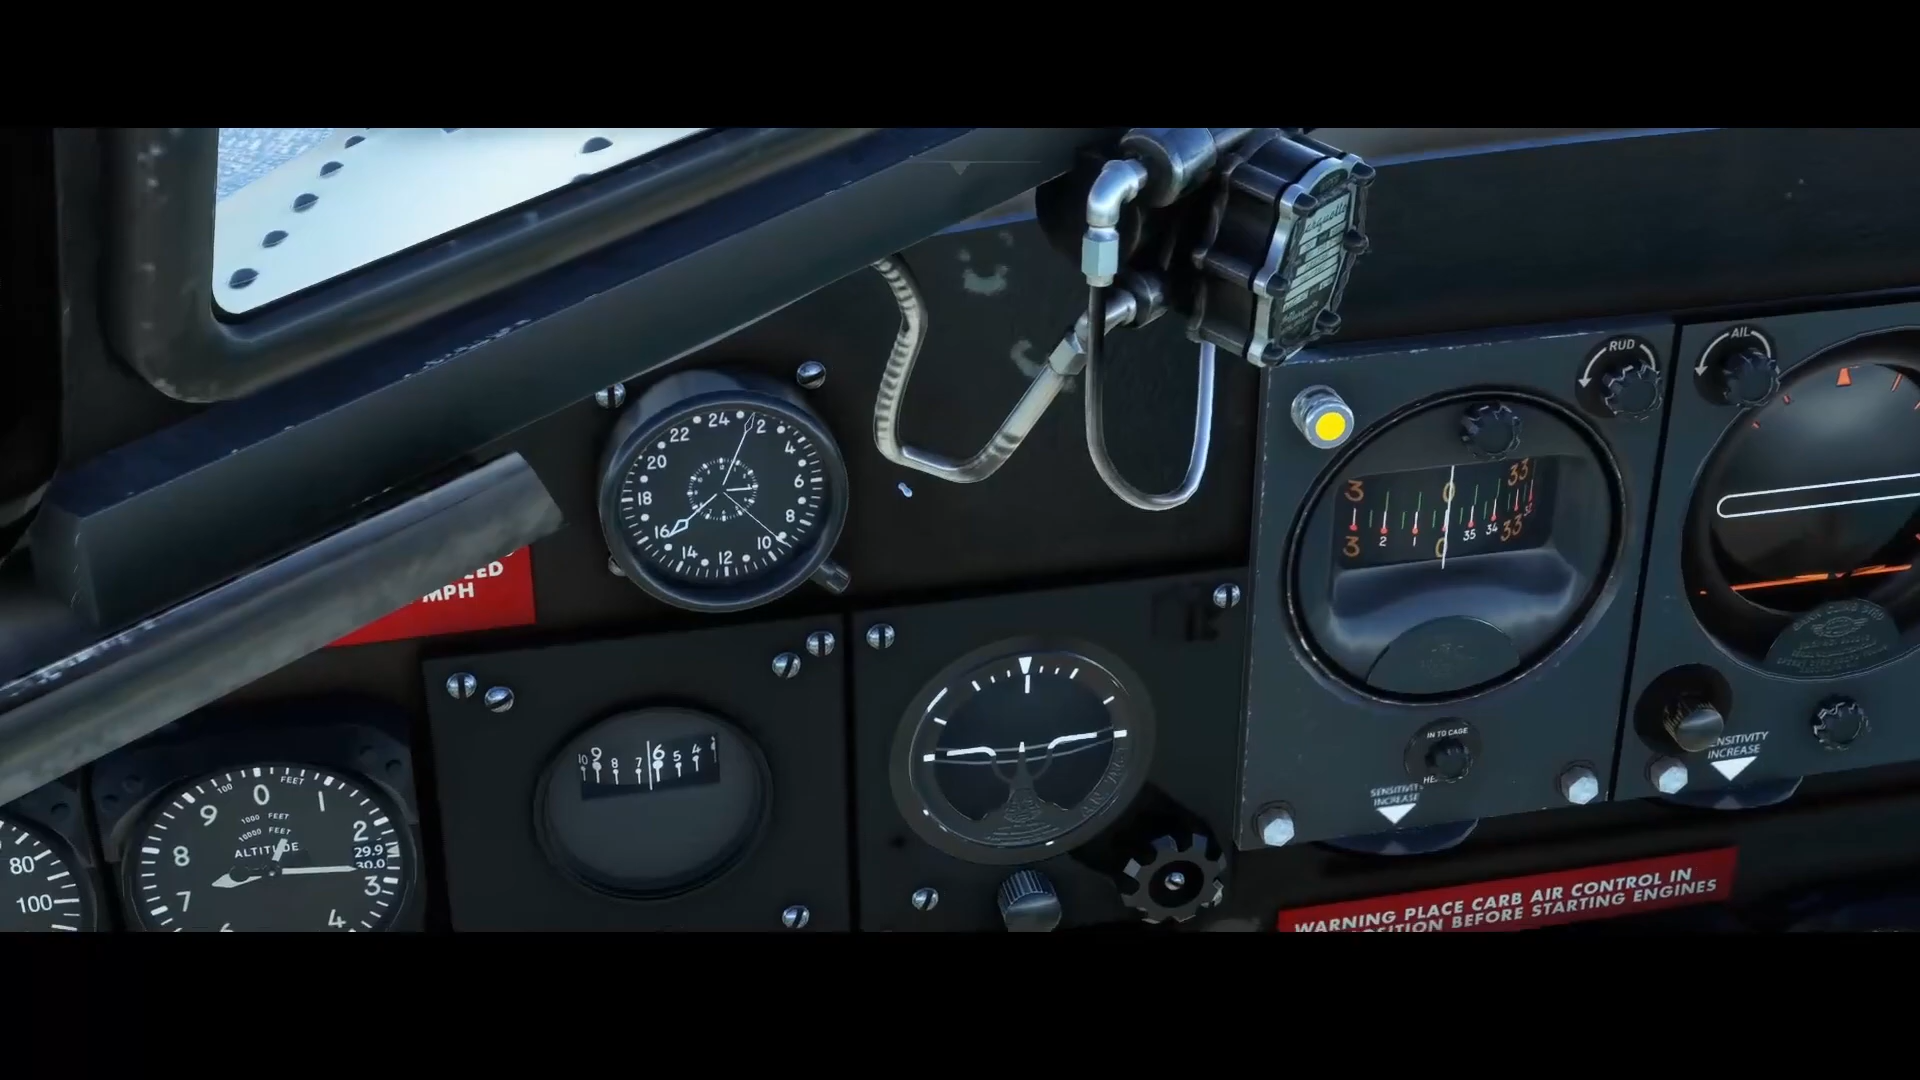 RUD
AIL
24
2
4
6
8
10
12
14
16
18
20
22
3
0
33
3
2
1
0
35
34
33
ED
MPH
10
9
8
7
6
5
4
IN TO CAGE
SENSITIVITY
INCREASE
SENSITIVITY
INCREASE
100 FEET
1000 FEET
10000 FEET
ALTITUDE
0
1
2
29.9
30.0
3
4
7
8
9
80
100
WARNING PLACE CARB AIR CONTROL IN
POSITION BEFORE STARTING ENGINES